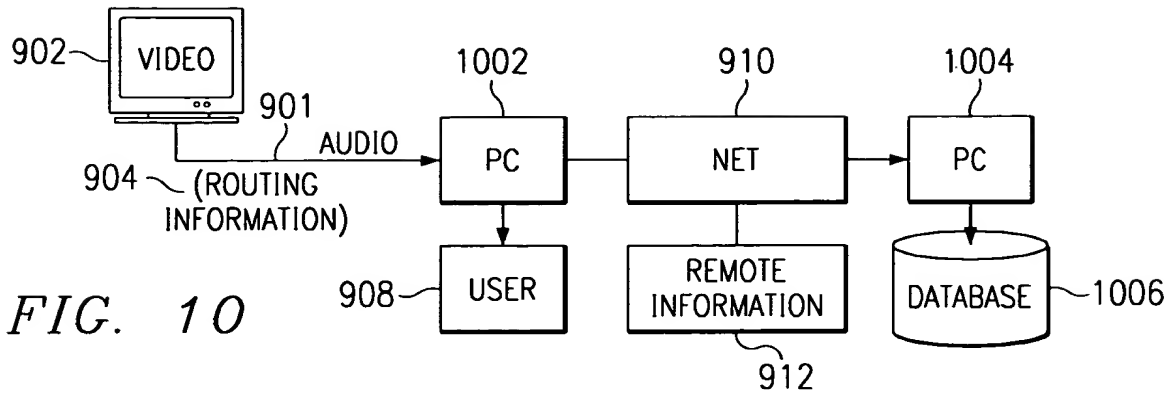 902
VIDEO
901
AUDIO
904
(ROUTING
INFORMATION)
1002
PC
910
NET
1004
PC
908
USER
REMOTE
INFORMATION
912
DATABASE
1006
FIG. 10